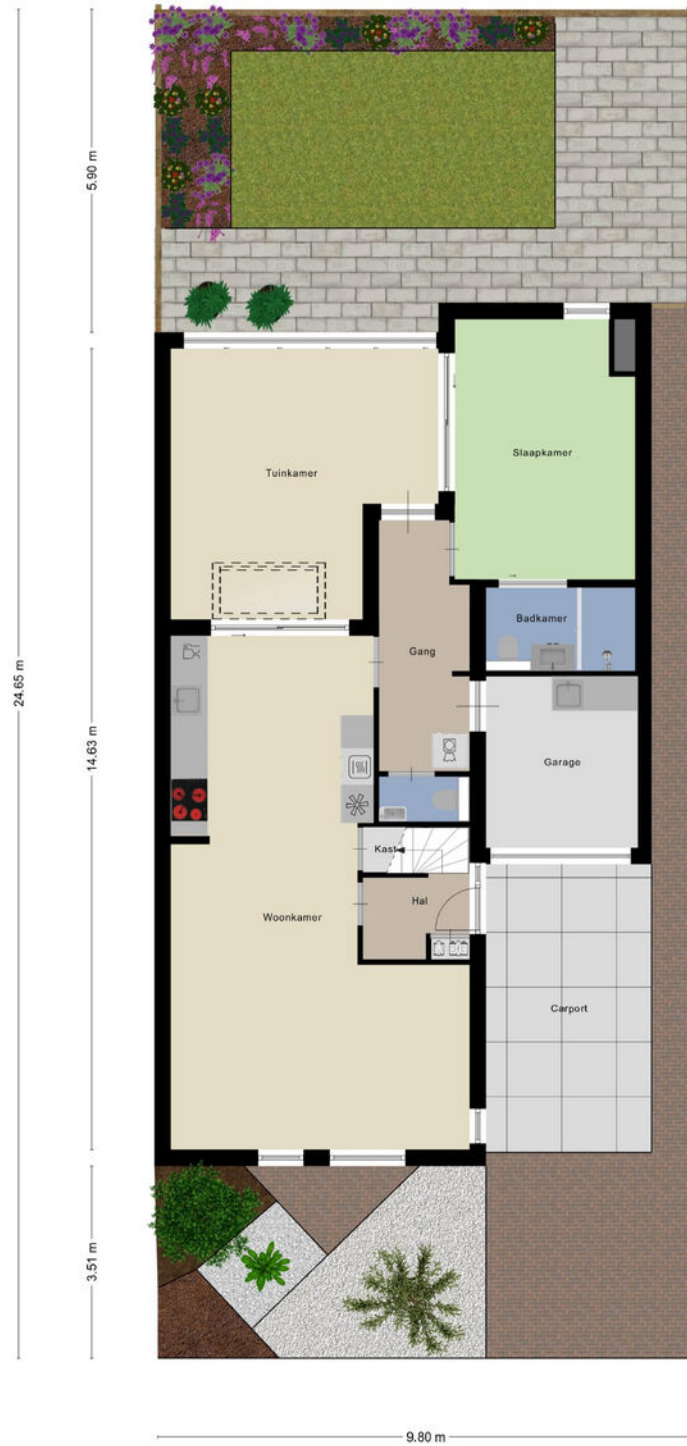 5.90 m
Slaapkamer
Tuinkamer
Badkamer
Gang
24.65 m
14.63 m
Garage
Kast
Hal
Woonkamer
Carport
3.51 m
9.80 m